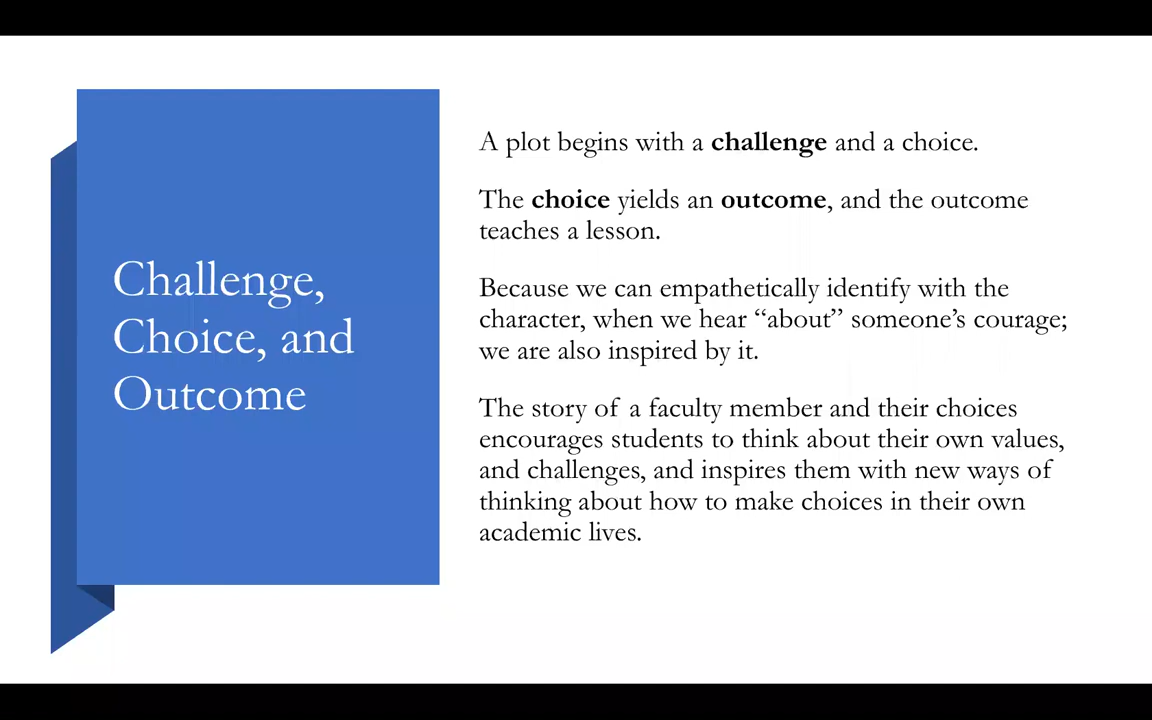 Challenge,
Choice, and
Outcome
A plot begins with a challenge and a choice.
The choice yields an outcome, and the outcome
teaches a lesson.
Because we can empathetically identify with the
character, when we hear “about” someone’s courage;
we are also inspired by it.
The story of a faculty member and their choices
encourages students to think about their own values,
and challenges, and inspires them with new ways of
thinking about how to make choices in their own
academic lives.